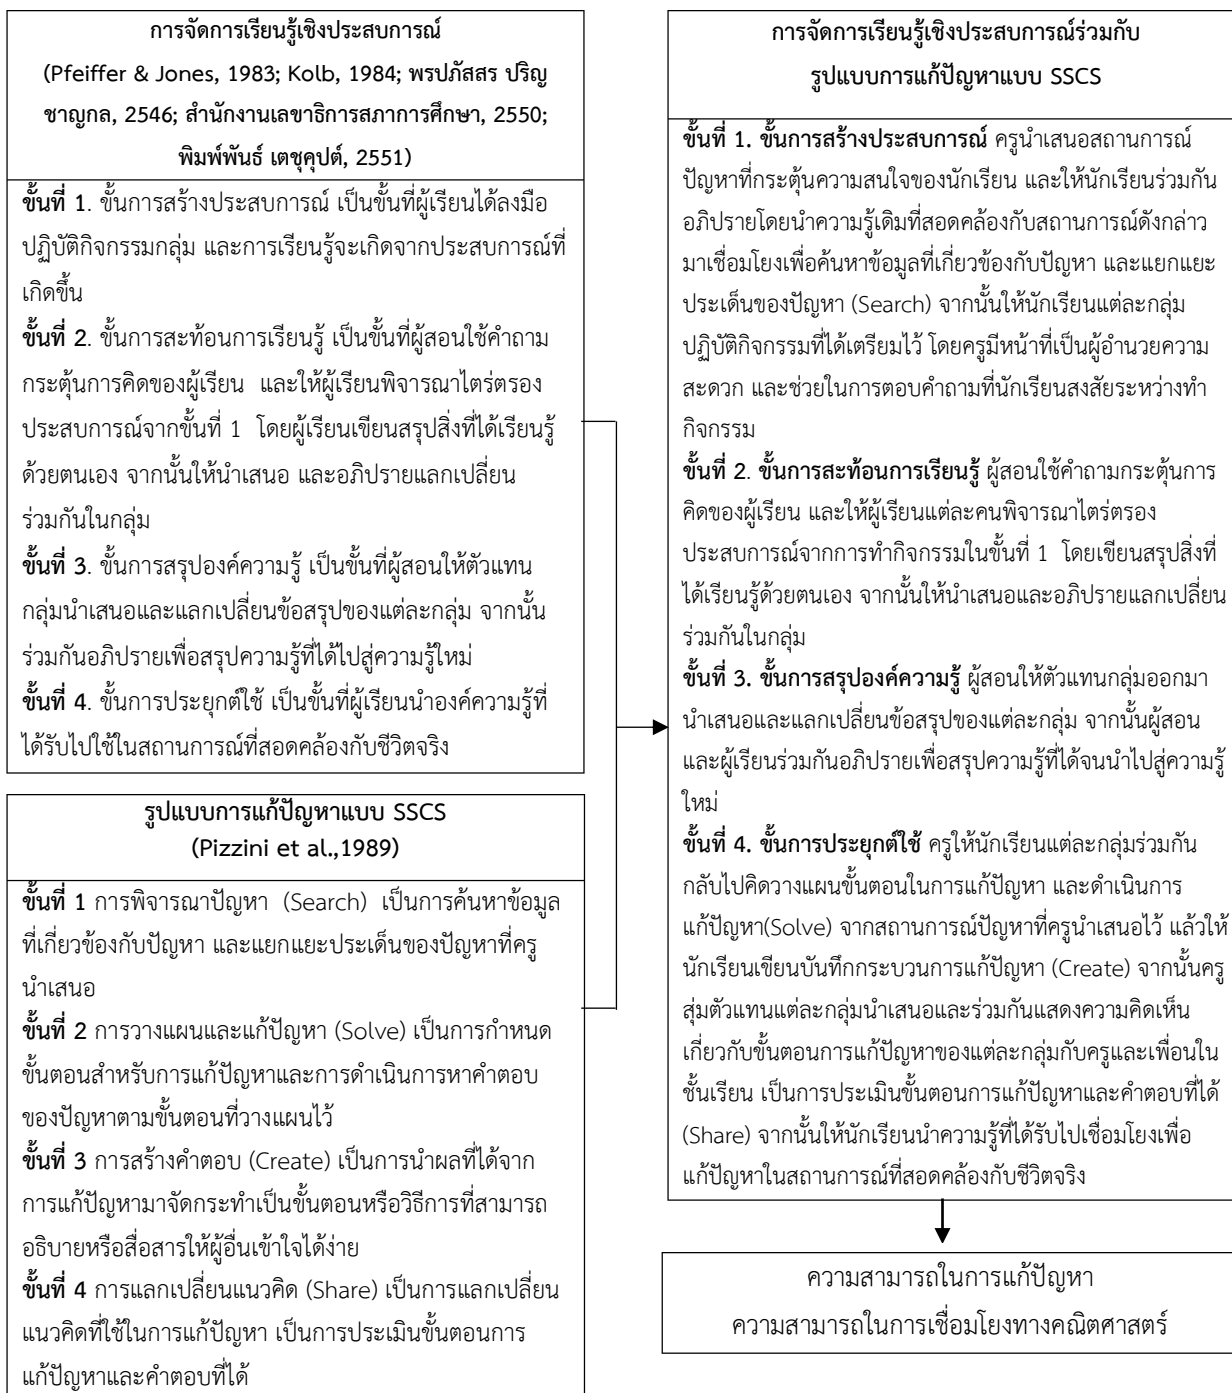 การจัดการเรียนรู้เชิงประสบการณ์
(Pfeiffer & Jones, 1983; Kolb, 1984; พรปภัสสร ปริญ
ชาญกล, 2546; สำนักงานเลขาธิการสภาการศึกษา, 2550;
พิมพ์พันธ์ เตชุคุปต์, 2551)
ขั้นที่ 1. ขั้นการสร้างประสบการณ์ เป็นขั้นที่ผู้เรียนได้ลงมือ
ปฏิบัติกิจกรรมกลุ่ม และการเรียนรู้จะเกิดจากประสบการณ์ที่
เกิดขึ้น
ขั้นที่ 2. ขั้นการสะท้อนการเรียนรู้ เป็นขั้นที่ผู้สอนใช้คำถาม
กระตุ้นการคิดของผู้เรียน และให้ผู้เรียนพิจารณาไตร่ตรอง
ประสบการณ์จากขั้นที่ 1 โดยผู้เรียนเขียนสรุปสิ่งที่ได้เรียนรู้
ด้วยตนเอง จากนั้นให้นำเสนอ และอภิปรายแลกเปลี่ยน
ร่วมกันในกลุ่ม
ขั้นที่ 3. ขั้นการสรุปองค์ความรู้ เป็นขั้นที่ผู้สอนให้ตัวแทน
กลุ่มนำเสนอและแลกเปลี่ยนข้อสรุปของแต่ละกลุ่ม จากนั้น
ร่วมกันอภิปรายเพื่อสรุปความรู้ที่ได้ไปสู่ความรู้ใหม่
ขั้นที่ 4. ขั้นการประยุกต์ใช้ เป็นขั้นที่ผู้เรียนนำองค์ความรู้ที่
ได้รับไปใช้ในสถานการณ์ที่สอดคล้องกับชีวิตจริง
รูปแบบการแก้ปัญหาแบบ SSCS
(Pizzini et al.,1989)
ขั้นที่ 1 การพิจารณาปัญหา (Search) เป็นการค้นหาข้อมูล
ที่เกี่ยวข้องกับปัญหา และแยกแยะประเด็นของปัญหาที่ครู
นำเสนอ
ขั้นที่ 2 การวางแผนและแก้ปัญหา (Solve) เป็นการกำหนด
ขั้นตอนสำหรับการแก้ปัญหาและการดำเนินการหาคำตอบ
ของปัญหาตามขั้นตอนที่วางแผนไว้
ขั้นที่ 3 การสร้างคำตอบ (Create) เป็นการนำผลที่ได้จาก
การแก้ปัญหามาจัดกระทำเป็นขั้นตอนหรือวิธีการที่สามารถ
อธิบายหรือสื่อสารให้ผู้อื่นเข้าใจได้ง่าย
ขั้นที่ 4 การแลกเปลี่ยนแนวคิด (Share) เป็นการแลกเปลี่ยน
แนวคิดที่ใช้ในการแก้ปัญหา เป็นการประเมินขั้นตอนการ
แก้ปัญหาและคำตอบที่ได้
การจัดการเรียนรู้เชิงประสบการณ์ร่วมกับ
รูปแบบการแก้ปัญหาแบบ SSCS
ขั้นที่ 1. ขั้นการสร้างประสบการณ์ ครูนำเสนอสถานการณ์
ปัญหาที่กระตุ้นความสนใจของนักเรียน และให้นักเรียนร่วมกัน
อภิปรายโดยนำความรู้เดิมที่สอดคล้องกับสถานการณ์ดังกล่าว
มาเชื่อมโยงเพื่อค้นหาข้อมูลที่เกี่ยวข้องกับปัญหา และแยกแยะ
ประเด็นของปัญหา (Search) จากนั้นให้นักเรียนแต่ละกลุ่ม
ปฏิบัติกิจกรรมที่ได้เตรียมไว้ โดยครูมีหน้าที่เป็นผู้อำนวยความ
สะดวก และช่วยในการตอบคำถามที่นักเรียนสงสัยระหว่างทำ
กิจกรรม
ขั้นที่ 2. ขั้นการสะท้อนการเรียนรู้ ผู้สอนใช้คำถามกระตุ้นการ
คิดของผู้เรียน และให้ผู้เรียนแต่ละคนพิจารณาไตร่ตรอง
ประสบการณ์จากการทำกิจกรรมในขั้นที่ 1 โดยเขียนสรุปสิ่งที่
ได้เรียนรู้ด้วยตนเอง จากนั้นให้นำเสนอและอภิปรายแลกเปลี่ยน
ร่วมกันในกลุ่ม
ขั้นที่ 3. ขั้นการสรุปองค์ความรู้ ผู้สอนให้ตัวแทนกลุ่มออกมา
นำเสนอและแลกเปลี่ยนข้อสรุปของแต่ละกลุ่ม จากนั้นผู้สอน
และผู้เรียนร่วมกันอภิปรายเพื่อสรุปความรู้ที่ได้จนนำไปสู่ความรู้
ใหม่
ขั้นที่ 4. ขั้นการประยุกต์ใช้ ครูให้นักเรียนแต่ละกลุ่มร่วมกัน
กลับไปคิดวางแผนขั้นตอนในการแก้ปัญหา และดำเนินการ
แก้ปัญหา(Solve) จากสถานการณ์ปัญหาที่ครูนำเสนอไว้ แล้วให้
นักเรียนเขียนบันทึกกระบวนการแก้ปัญหา (Create) จากนั้นครู
สุ่มตัวแทนแต่ละกลุ่มนำเสนอและร่วมกันแสดงความคิดเห็น
เกี่ยวกับขั้นตอนการแก้ปัญหาของแต่ละกลุ่มกับครูและเพื่อนใน
ชั้นเรียน เป็นการประเมินขั้นตอนการแก้ปัญหาและคำตอบที่ได้
(Share) จากนั้นให้นักเรียนนำความรู้ที่ได้รับไปเชื่อมโยงเพื่อ
แก้ปัญหาในสถานการณ์ที่สอดคล้องกับชีวิตจริง
ความสามารถในการแก้ปัญหา
ความสามารถในการเชื่อมโยงทางคณิตศาสตร์